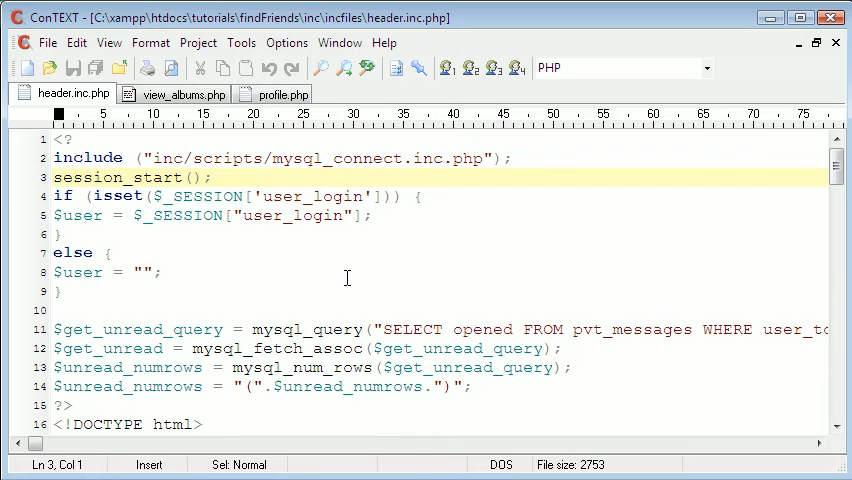 ConTEXT - [C:\xampp\htdocs\tutorials\findFriends\inc\incfiles\header.inc.php]
File Edit View Format Project Tools Options Window Help
1 2 3 4 PHP
header.inc.php view_albums.php profile.php
5 10 15 20 25 30 35 40 45 50 55 60 65 70 75
1 <?
2 include ("inc/scripts/mysql_connect.inc.php");
3 session_start();
4 if (isset($_SESSION['user_login'])) {
5 $user = $_SESSION["user_login"];
6 }
7 else {
8 $user = "";
9 }
10
11 $get_unread_query = mysql_query("SELECT opened FROM pvt_messages WHERE user_to
12 $get_unread = mysql_fetch_assoc($get_unread_query);
13 $unread_numrows = mysql_num_rows($get_unread_query);
14 $unread_numrows = "(".$unread_numrows.")";
15 ?>
16 <!DOCTYPE html>
Ln 3, Col 1 Insert Sel: Normal DOS File size: 2753